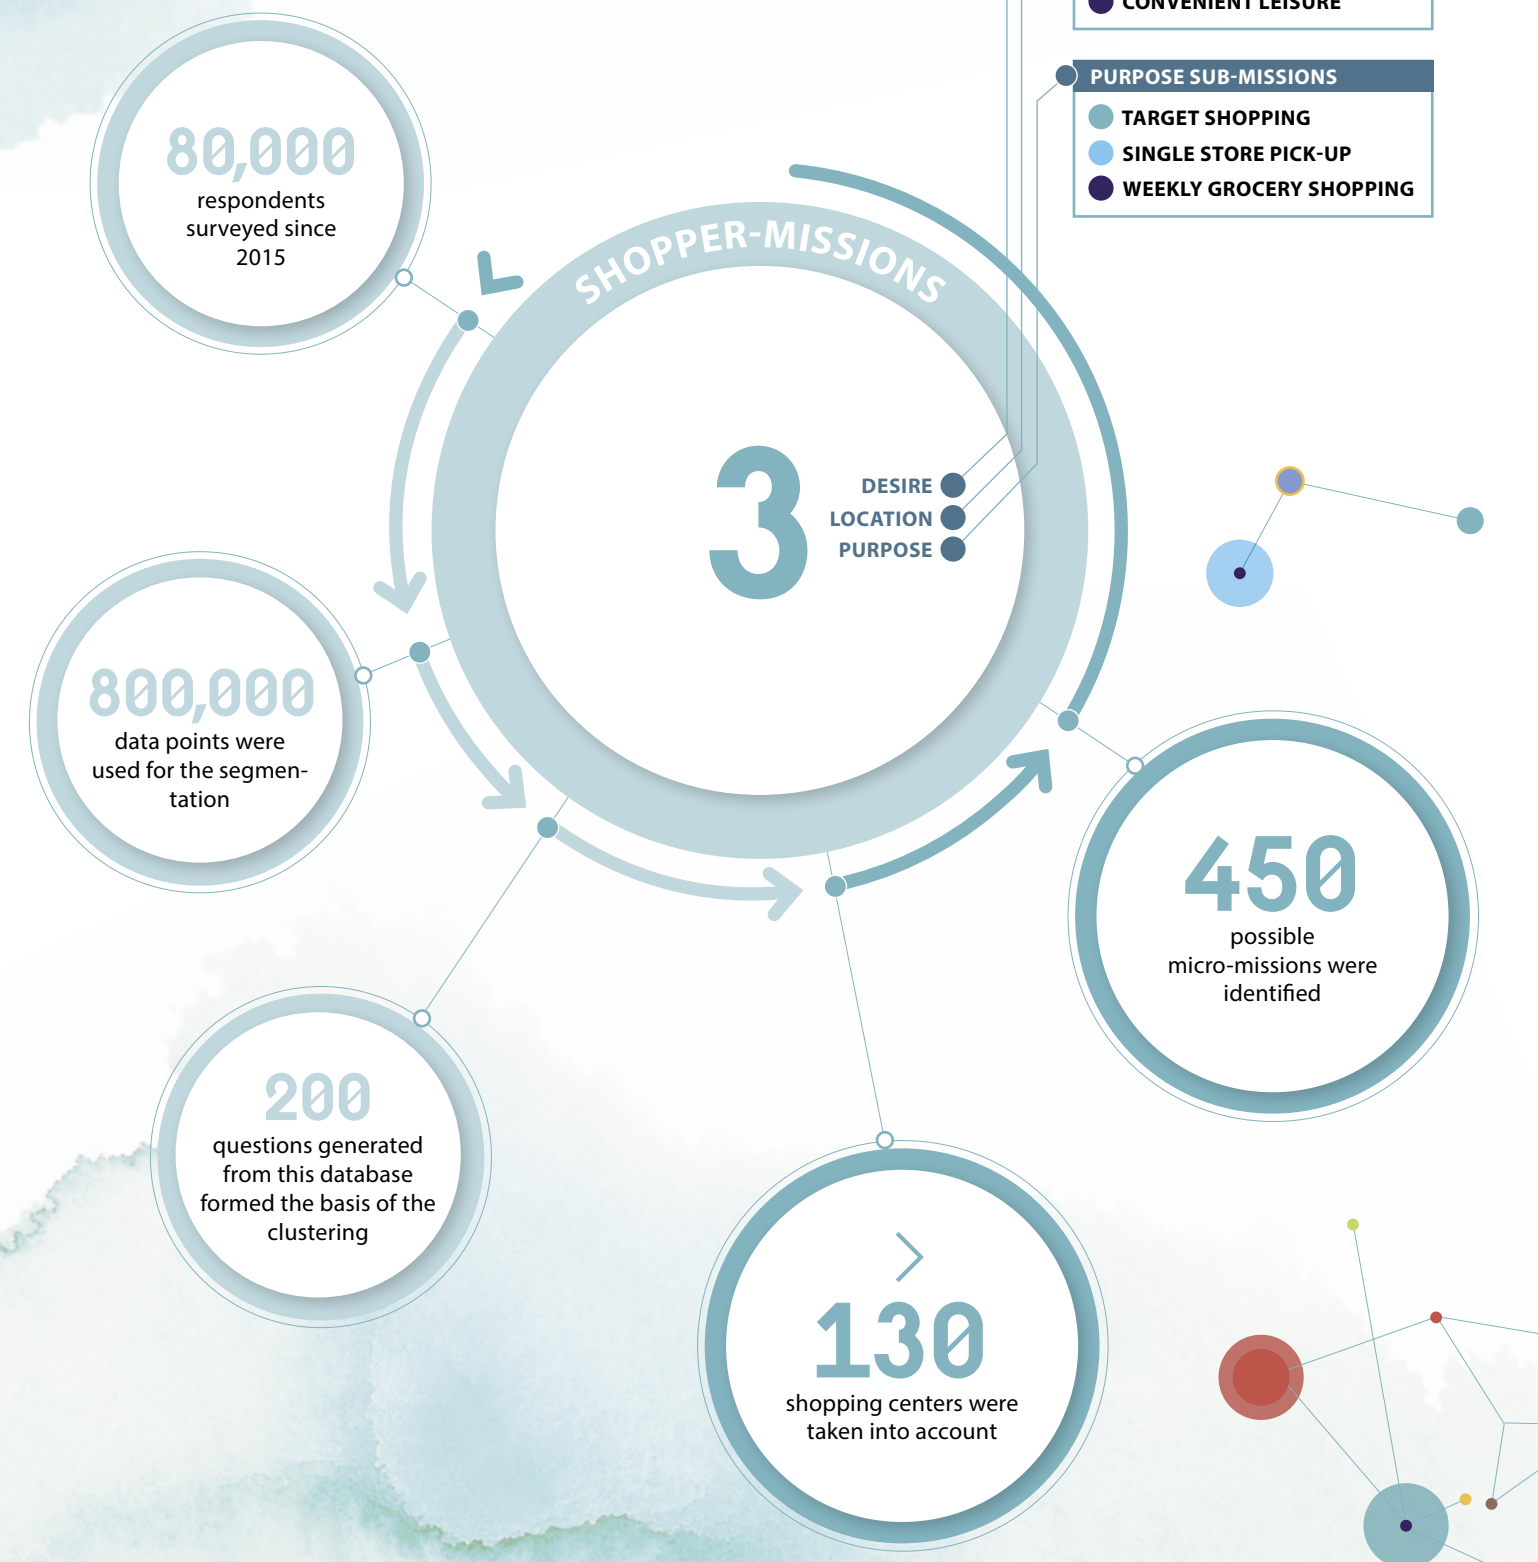 CONVENIENT LEISURE
PURPOSE SUB-MISSIONS
TARGET SHOPPING
SINGLE STORE PICK-UP
WEEKLY GROCERY SHOPPING
80,000
respondents
surveyed since
2015
SHOPPER-MISSIONS
3
DESIRE
LOCATION
PURPOSE
800,000
data points were
used for the segmen-
tation
450
possible
micro-missions were
identified
200
questions generated
from this database
formed the basis of the
clustering
>
130
shopping centers were
taken into account